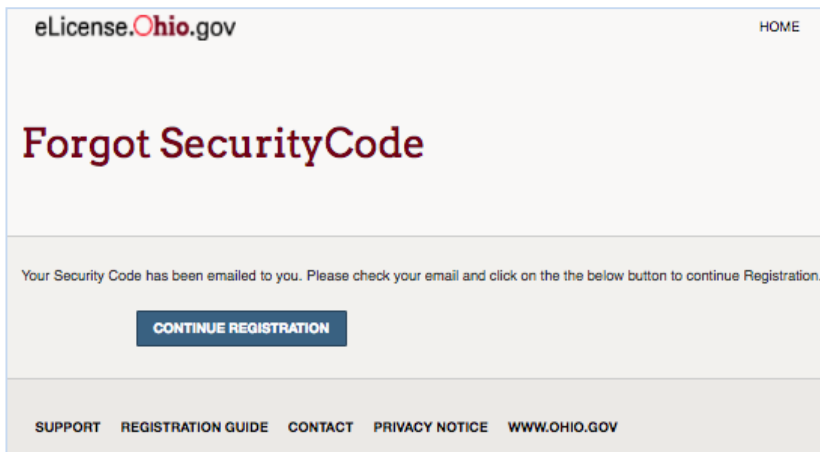 eLicense.Ohio.gov
HOME
Forgot SecurityCode
Your Security Code has been emailed to you. Please check your email and click on the the below button to continue Registration.
CONTINUE REGISTRATION
SUPPORT REGISTRATION GUIDE CONTACT PRIVACY NOTICE WWW.OHIO.GOV